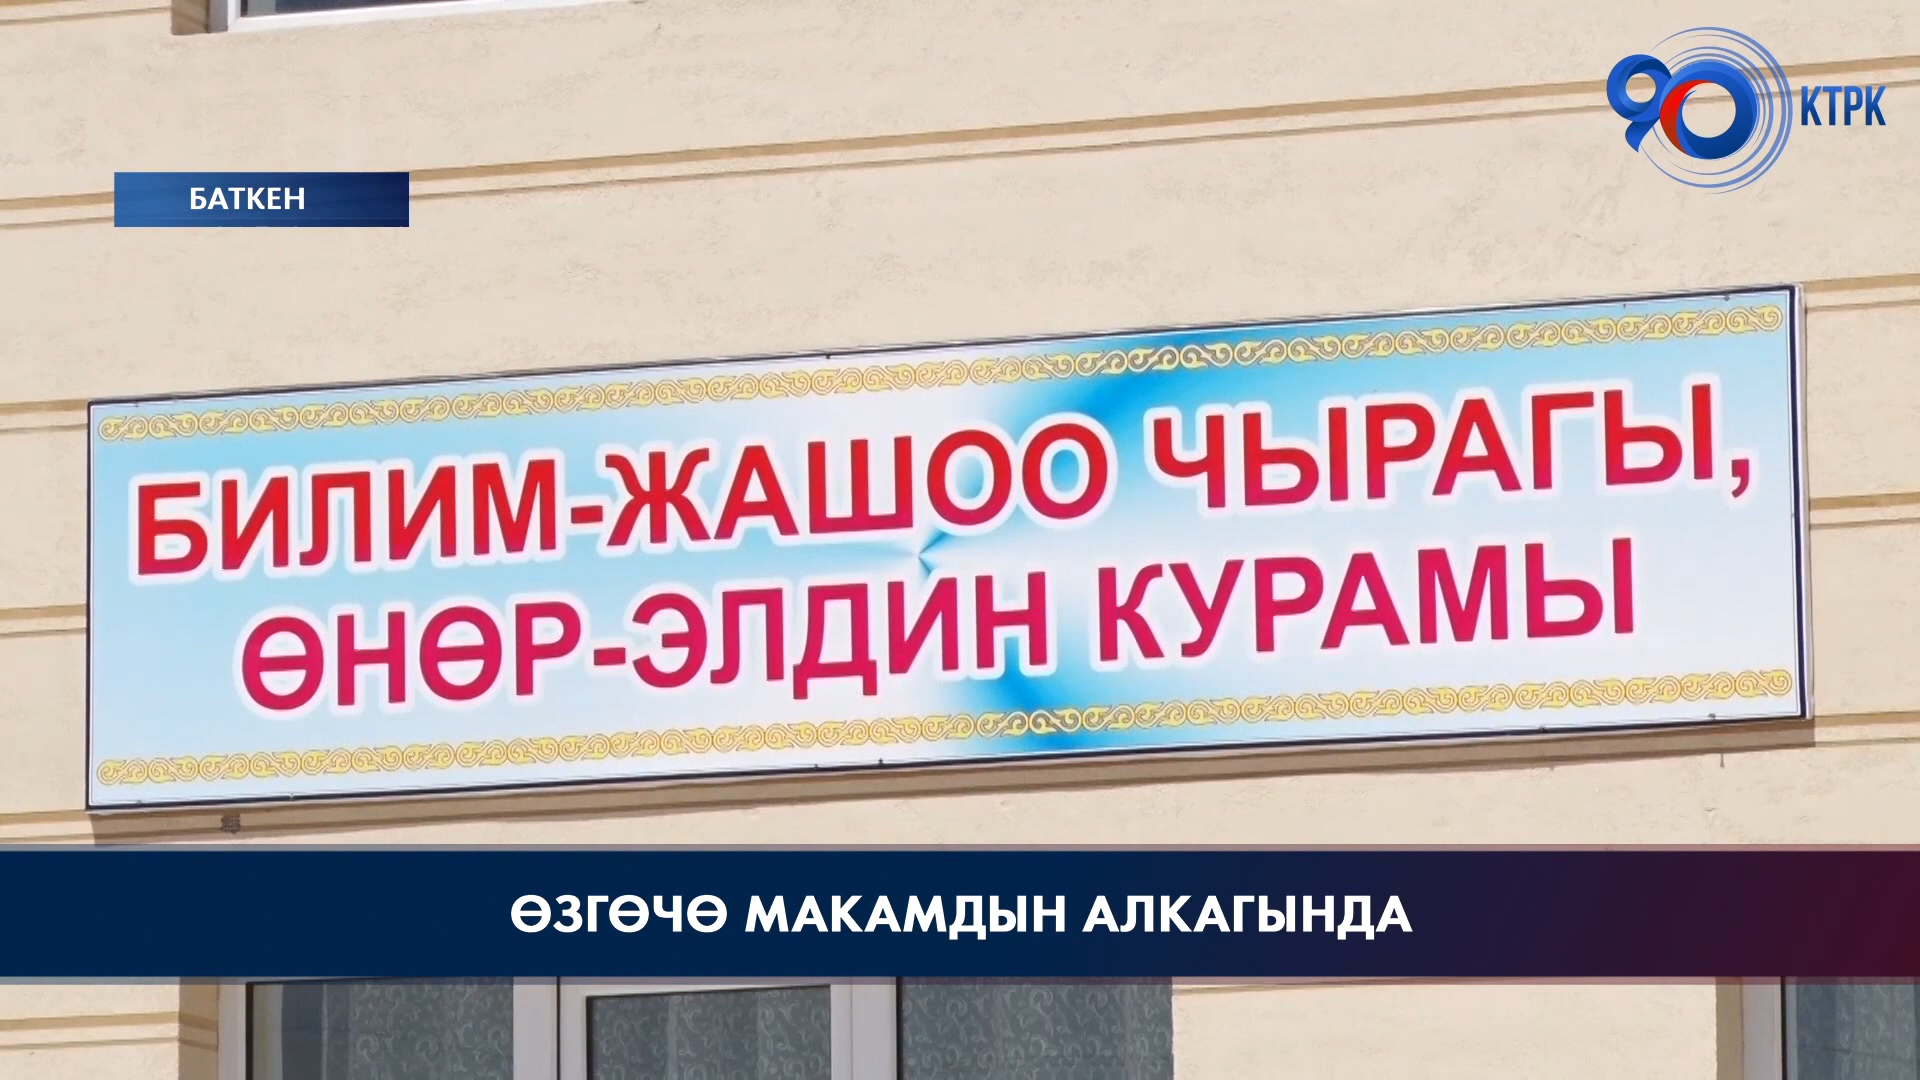 90 КТРК
БАТКЕН
БИЛИМ-ЖАШОО ЧЫРАГЫ,
ӨНӨР-ЭЛДИН КУРАМЫ
ӨЗГӨЧӨ МАКАМДЫН АЛКАГЫНДА